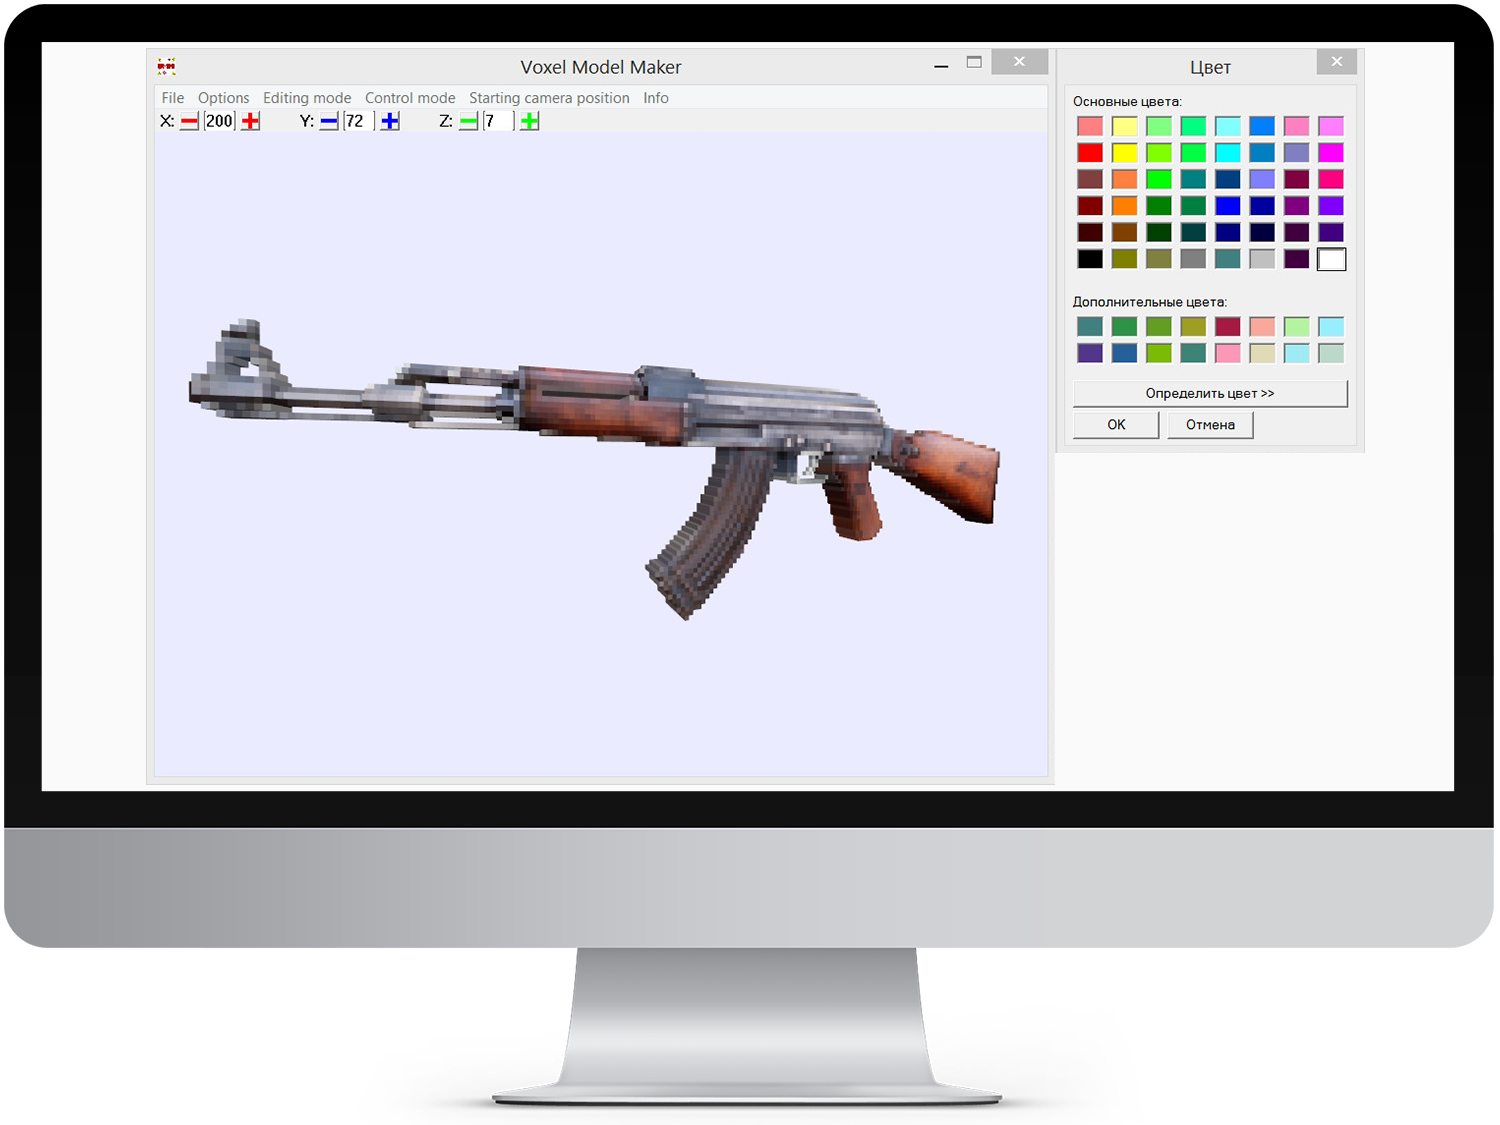 Voxel Model Maker
File Options Editing mode Control mode Starting camera position Info
X: 200 Y: 72 Z: 7
Цвет
Основные цвета:
Дополнительные цвета:
Определить цвет >>
OK Отмена